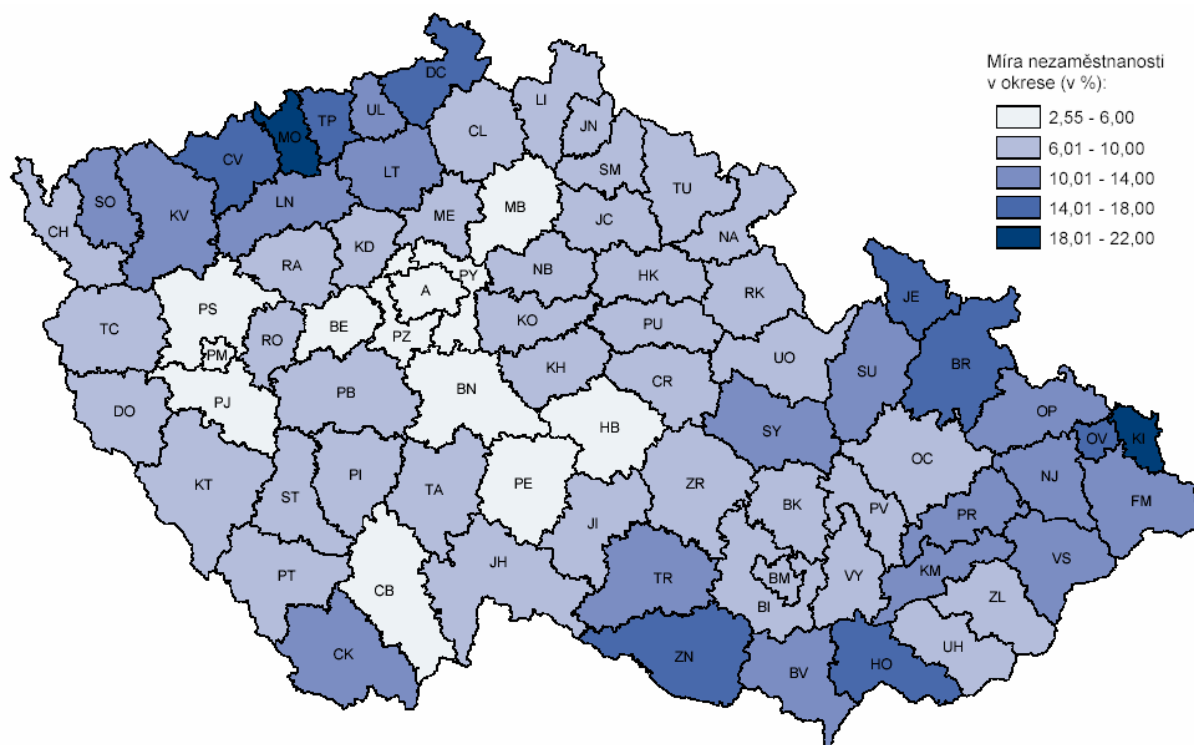 Míra nezaměstnanosti
v okrese (v %):
2,55 - 6,00
6,01 - 10,00
10,01 - 14,00
14,01 - 18,00
18,01 - 22,00
DC
LI
TP
UL
MO
CL
JN
CV
LT
SM
SO
LN
TU
KV
MB
ME
JC
CH
KD
NA
RA
PY
NB
HK
A
RK
JE
PS
KO
TC
BE
PU
RO
PZ
PM
UO
KH
BR
SU
CR
BN
PB
PJ
DO
OP
HB
SY
OV
KI
OC
PI
NJ
KT
TA
PE
ZR
ST
FM
BK
PV
PR
JI
VS
JH
KM
PT
TR
BM
VY
CB
ZL
BI
UH
CK
ZN
HO
BV